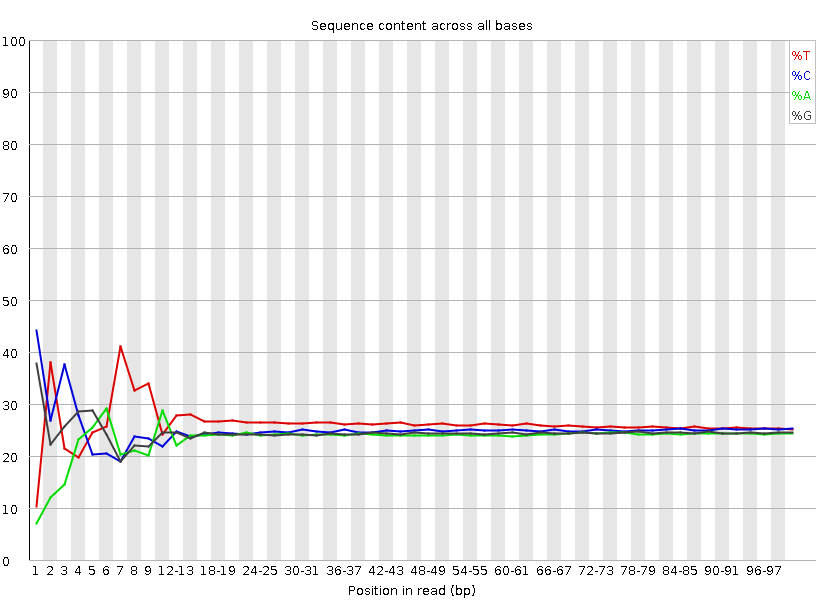 Sequence content across all bases
100
90
80
70
60
50
40
30
20
10
0
%T
%C
%A
%G
1 2 3 4 5 6 7 8 9 12-13 18-19 24-25 30-31 36-37 42-43 48-49 54-55 60-61 66-67 72-73 78-79 84-85 90-91 96-97
Position in read (bp)